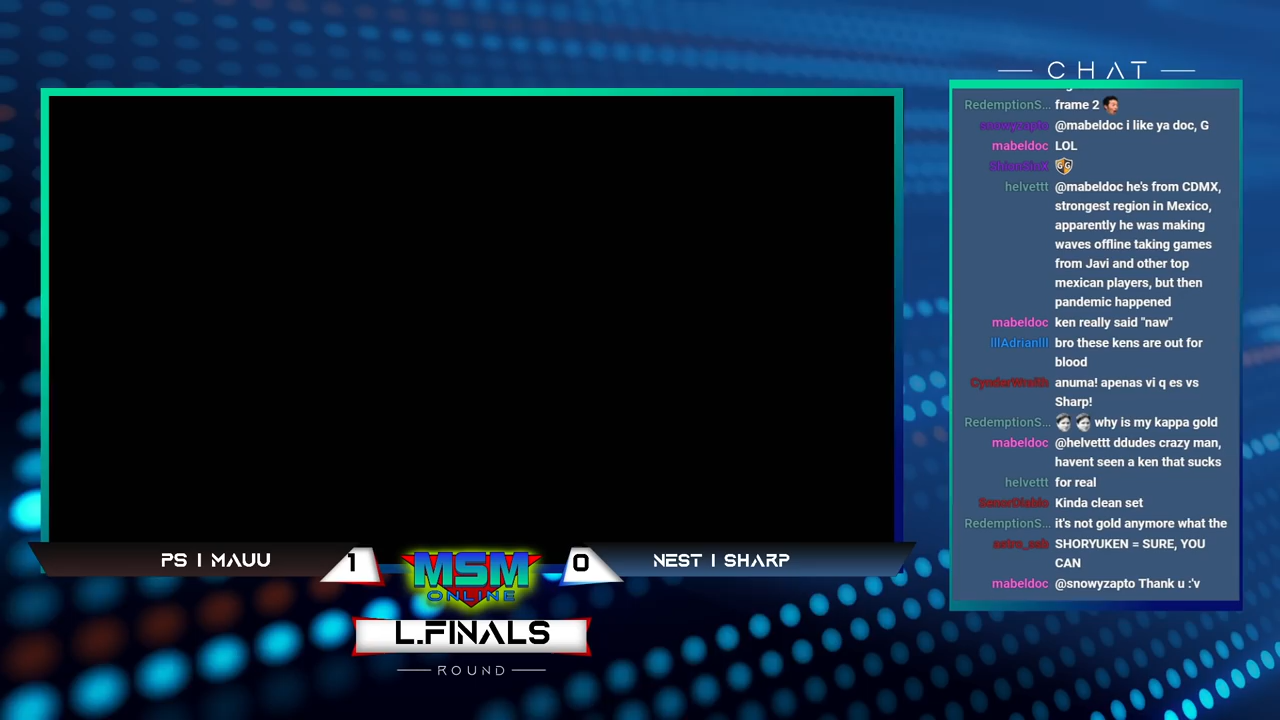 CHAT
RedemptionS... frame 2
snowyzapto @mabeldoc i like ya doc, G
mabeldoc LOL
helvettt @mabeldoc he's from CDMX,
strongest region in Mexico,
apparently he was making
waves offline taking games
from Javi and other top
mexican players, but then
pandemic happened
mabeldoc ken really said "naw"
lllAdrianlll bro these kens are out for
blood
CynderWraith anuma! apenas vi q es vs
Sharp!
RedemptionS... why is my kappa gold
mabeldoc @helvettt ddudes crazy man,
havent seen a ken that sucks
helvettt for real
SenorDiablo Kinda clean set
RedemptionS... it's not gold anymore what the
SHORYUKEN = SURE, YOU
CAN
mabeldoc @snowyzapto Thank u :'v
PS | MAUU 1
MSM
ONLINE
0 NEST | SHARP
L.FINALS
ROUND